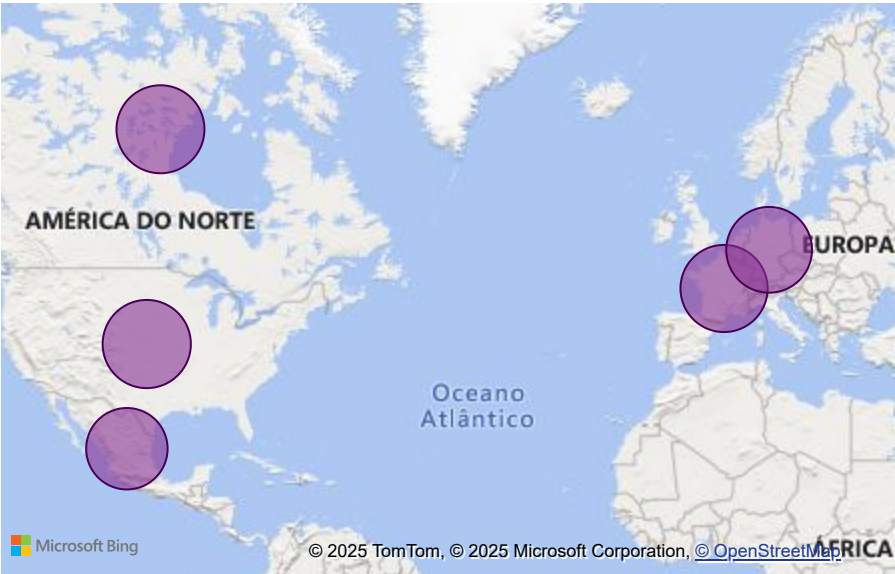 AMÉRICA DO NORTE
EUROPA
Oceano
Atlântico
Microsoft Bing
© 2025 TomTom, © 2025 Microsoft Corporation, © OpenStreetMap
ÁFRICA